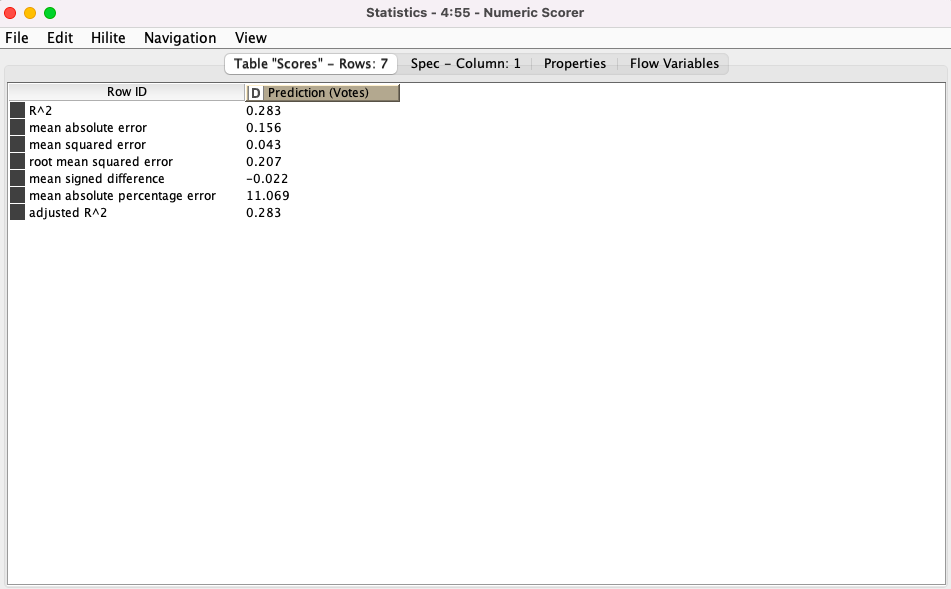 Statistics - 4:55 - Numeric Scorer
File Edit Hilite Navigation View
Table "Scores" - Rows: 7 Spec - Column: 1 Properties Flow Variables
Row ID D Prediction (Votes)
R^2 0.283
mean absolute error 0.156
mean squared error 0.043
root mean squared error 0.207
mean signed difference -0.022
mean absolute percentage error 11.069
adjusted R^2 0.283